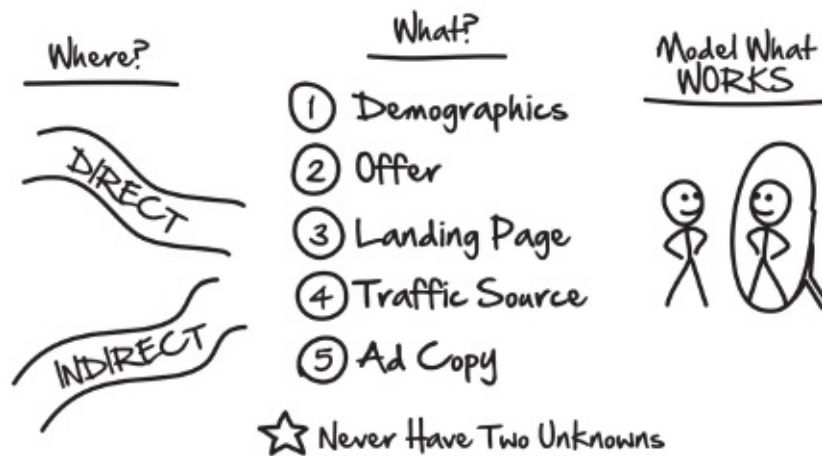 Where?
DIRECT
INDIRECT
What?
1 Demographics
2 Offer
3 Landing Page
4 Traffic Source
5 Ad Copy
Never Have Two Unknowns
Model What
WORKS